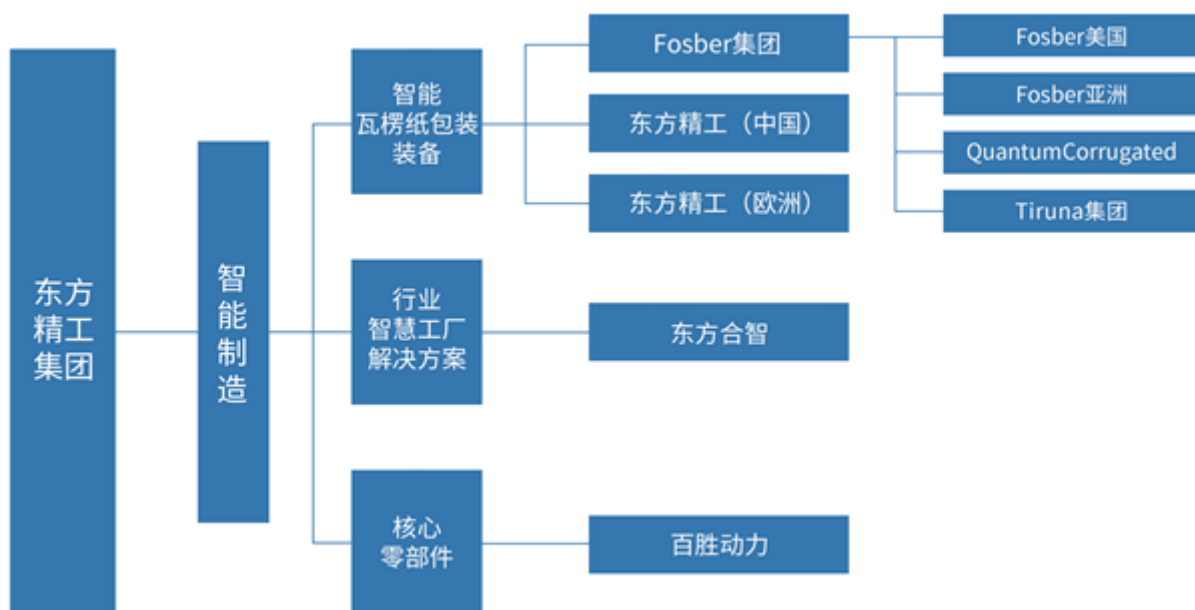 东方
精工
集团
智
能
制
造
智能
瓦楞纸包装
装备
Fosber集团
东方精工（中国）
东方精工（欧洲）
Fosber美国
Fosber亚洲
QuantumCorrugated
Tiruna集团
行业
智慧工厂
解决方案
东方合智
核心
零部件
百胜动力